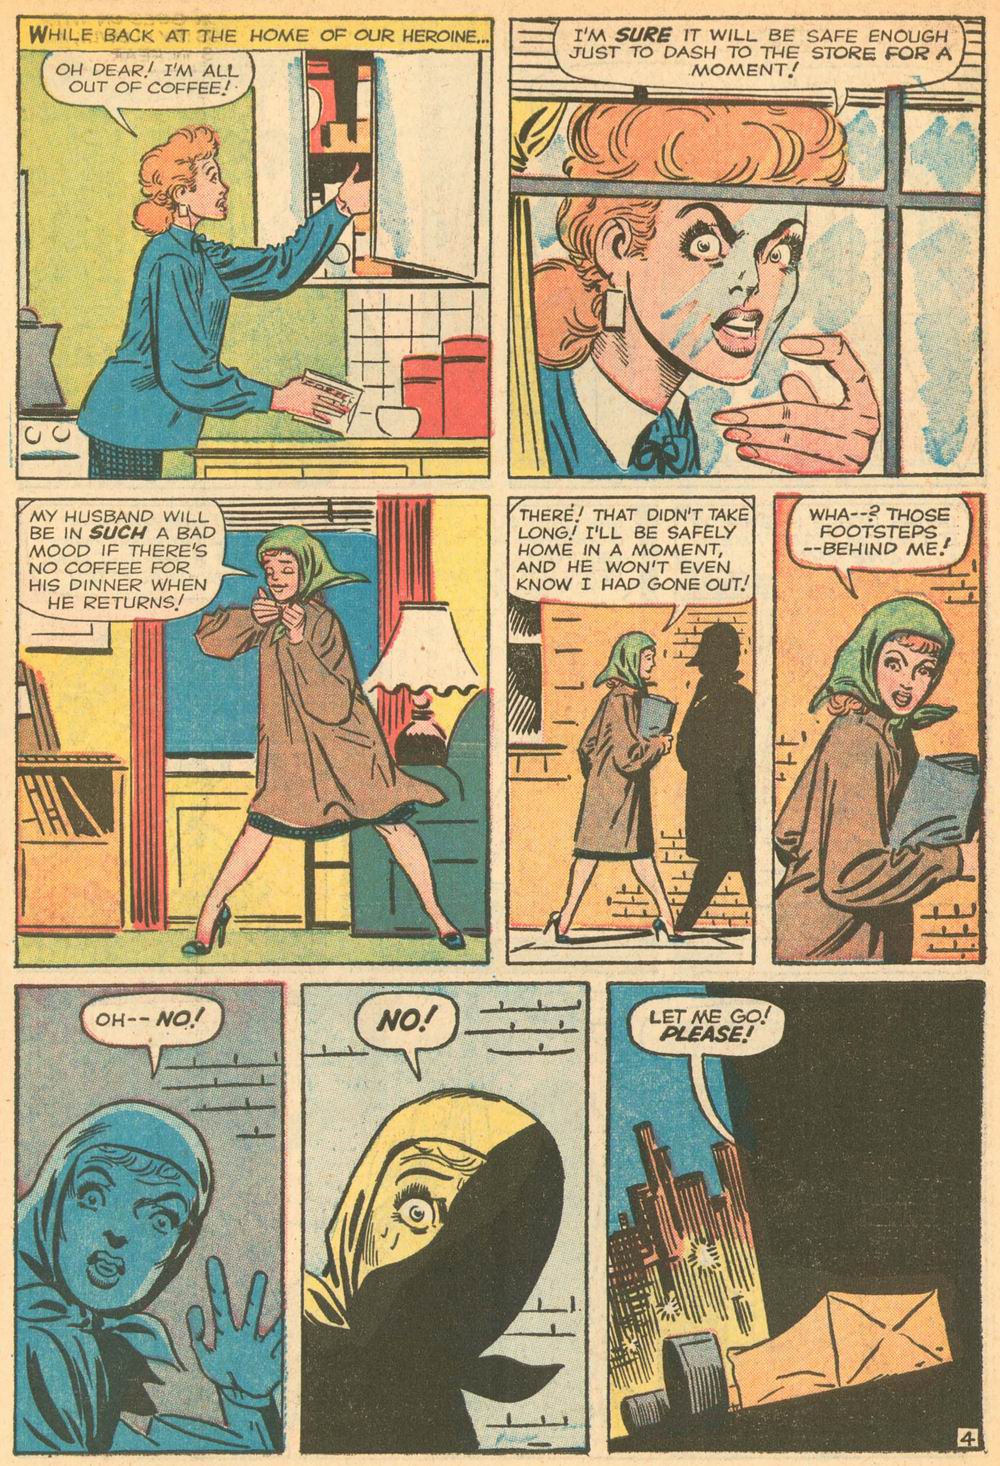 WHILE BACK AT THE HOME OF OUR HEROINE...
OH DEAR! I'M ALL
OUT OF COFFEE!
I'M SURE IT WILL BE SAFE ENOUGH
JUST TO DASH TO THE STORE FOR A
MOMENT!
MY HUSBAND WILL
BE IN SUCH A BAD
MOOD IF THERE'S
NO COFFEE FOR
HIS DINNER WHEN
HE RETURNS!
THERE! THAT DIDN'T TAKE
LONG! I'LL BE SAFELY
HOME IN A MOMENT,
AND HE WON'T EVEN
KNOW I HAD GONE OUT!
WHA--? THOSE
FOOTSTEPS
--BEHIND ME!
OH-- NO!
NO!
LET ME GO!
PLEASE!
4